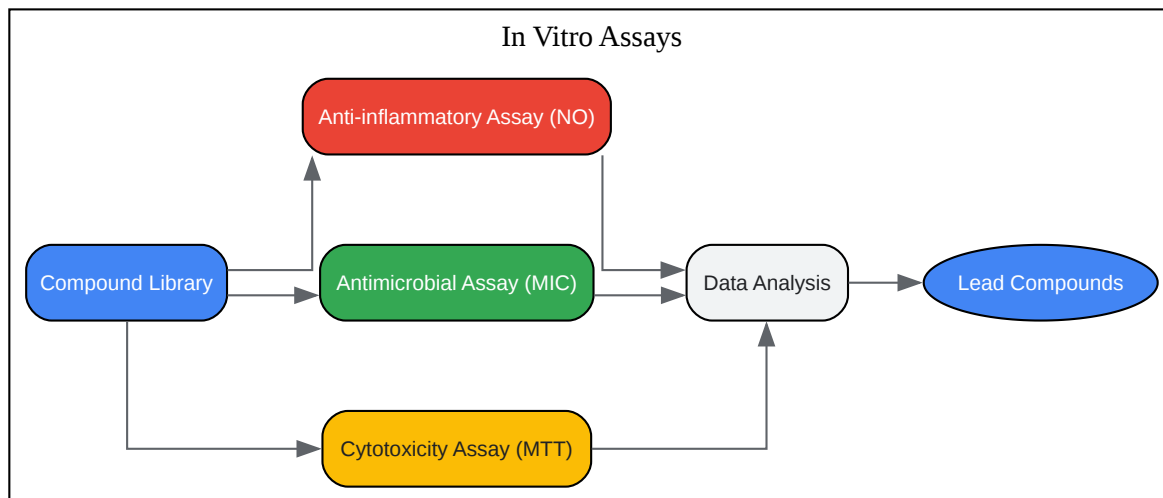 In Vitro Assays
Anti-inflammatory Assay (NO)
Compound Library
Antimicrobial Assay (MIC)
Data Analysis
Lead Compounds
Cytotoxicity Assay (MTT)